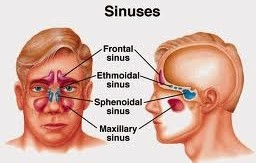 Sinuses
Frontal
sinus
Ethmoidal
sinus
Sphenoidal
sinus
Maxillary
sinus